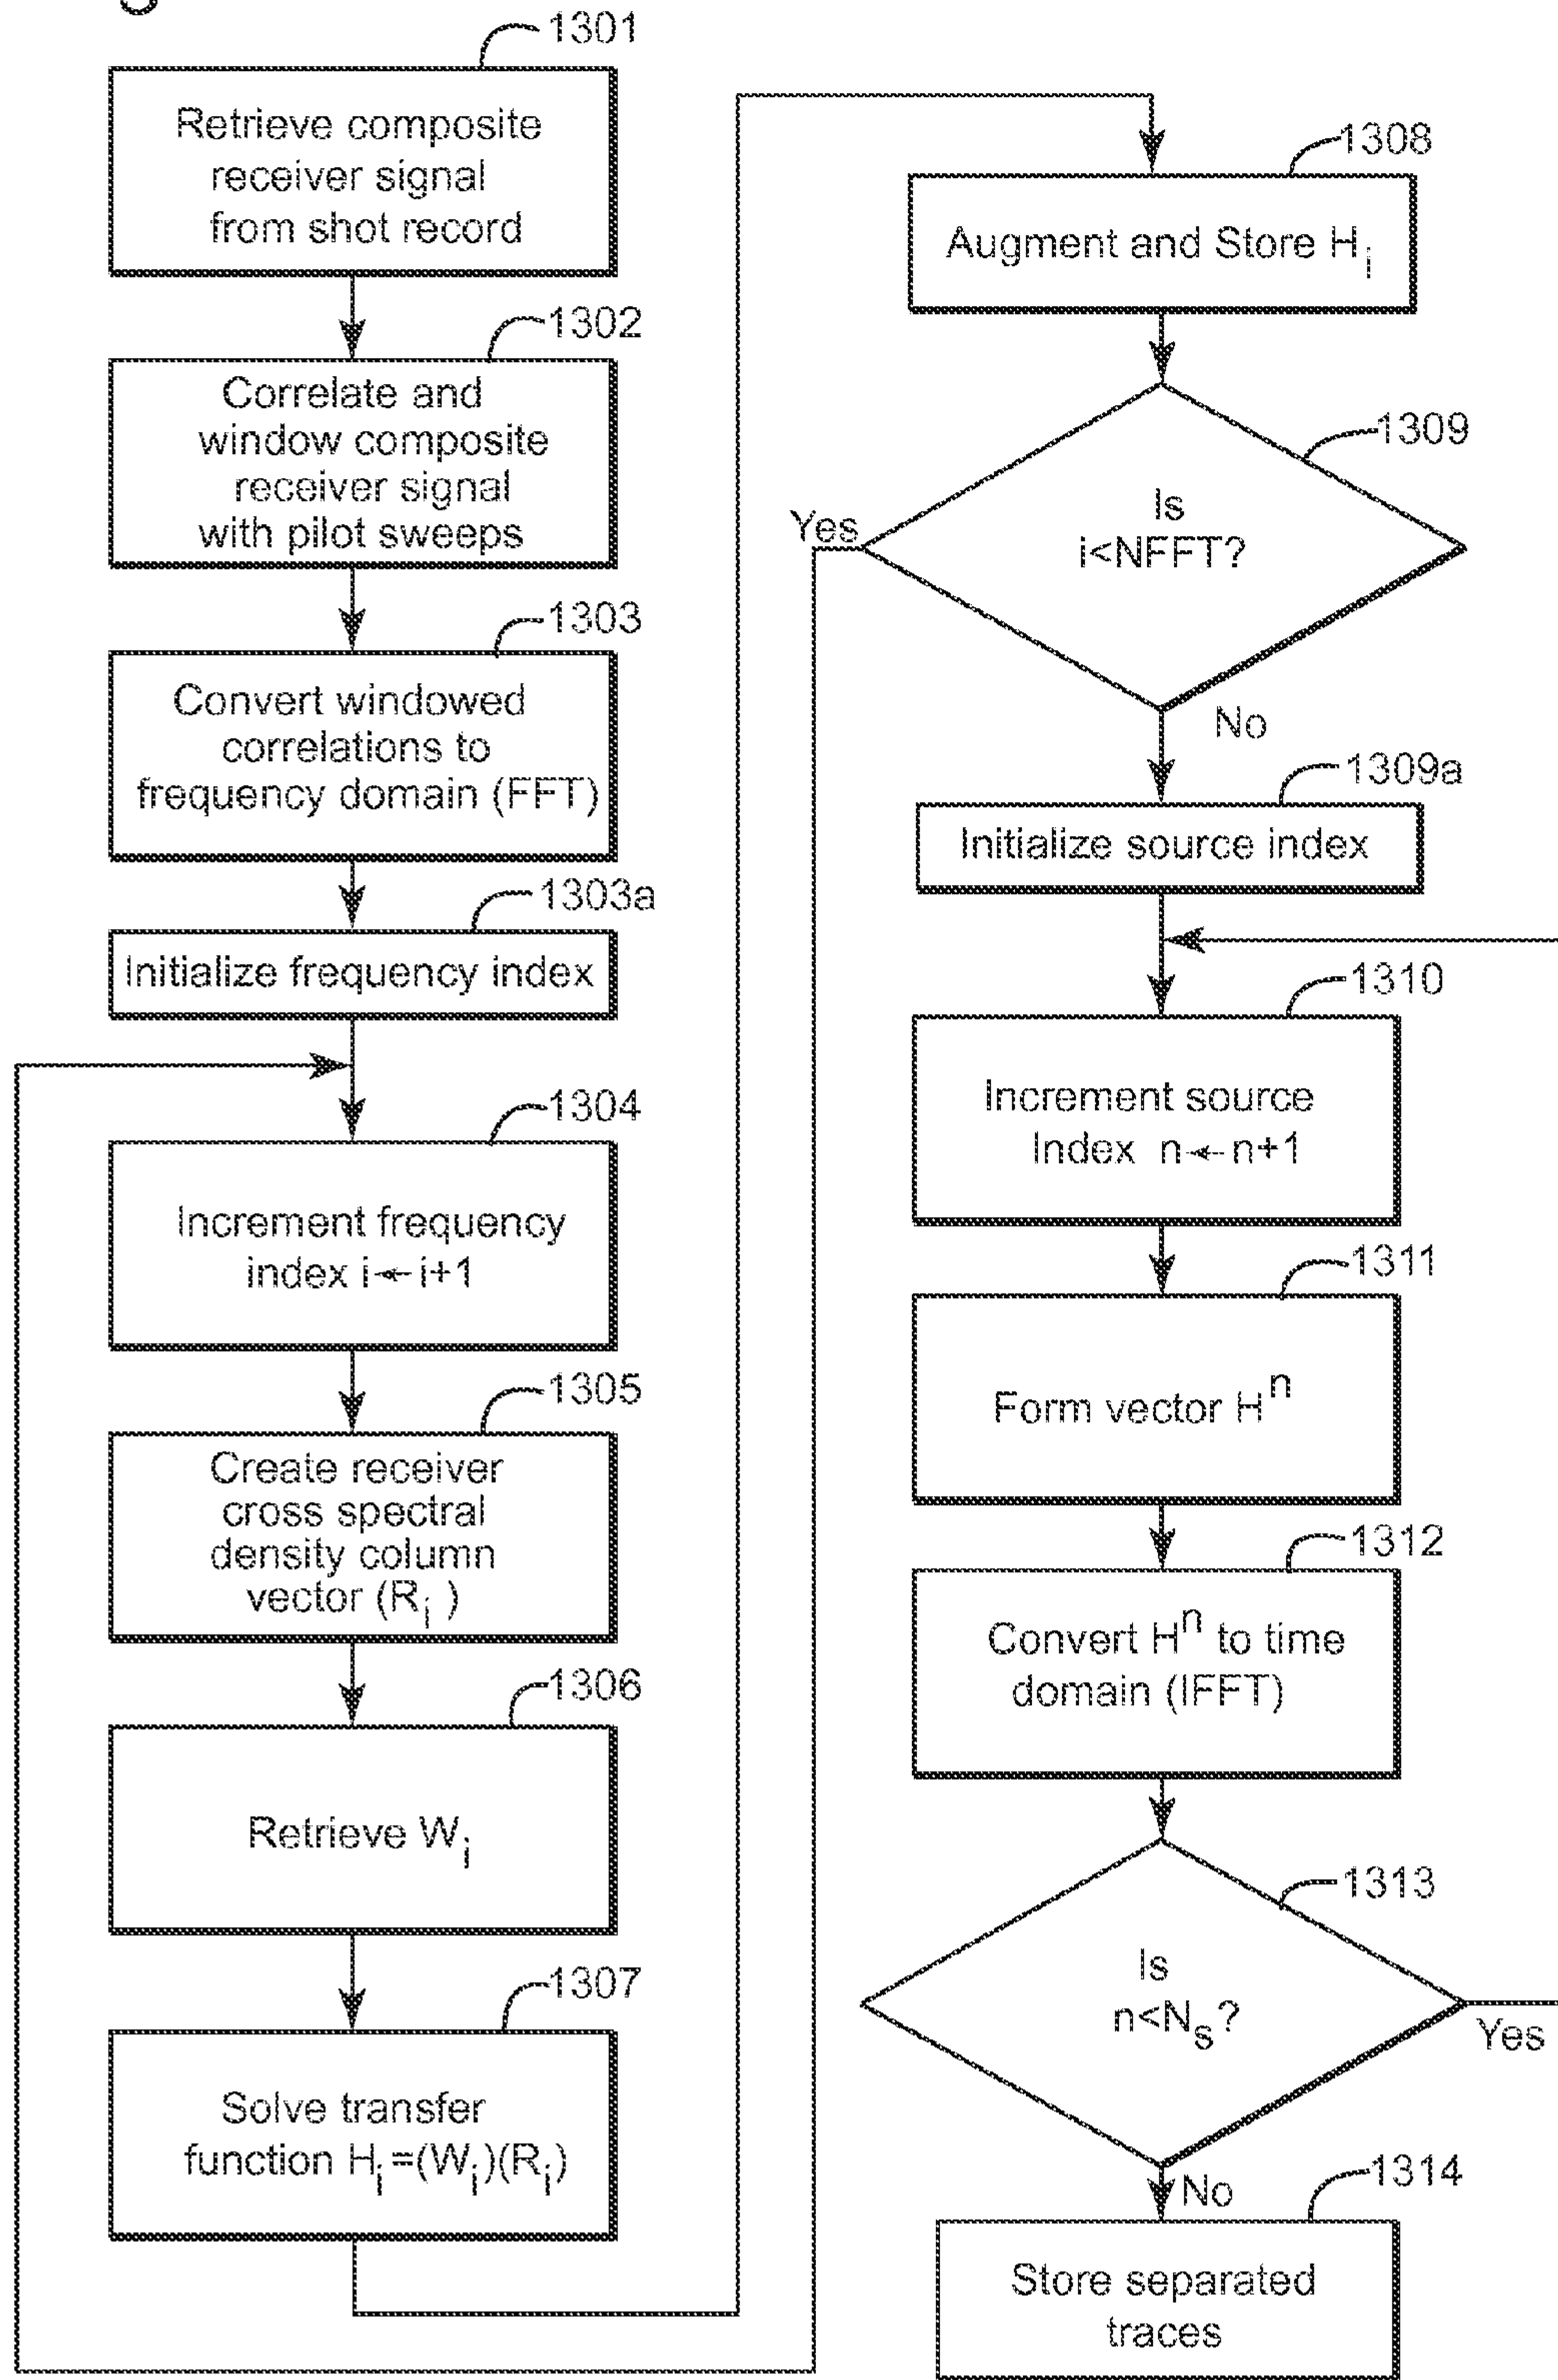 1301
Retrieve composite
receiver signal
from shot record
1302
Correlate and
window composite
receiver signal
with pilot sweeps
1303
Convert windowed
correlations to
frequency domain (FFT)
1303a
Initialize frequency index
1304
Increment frequency
index i←i+1
1305
Create receiver
cross spectral
density column
vector (Rᵢ)
1306
Retrieve Wᵢ
1307
Solve transfer
function Hᵢ=(Wᵢ)(Rᵢ)
1308
Augment and Store Hᵢ
1309
Is
i<NFFT?
Yes
No
1309a
Initialize source index
1310
Increment source
Index n←n+1
1311
Form vector Hⁿ
1312
Convert Hⁿ to time
domain (IFFT)
1313
Is
n<Nₛ?
Yes
No
1314
Store separated
traces